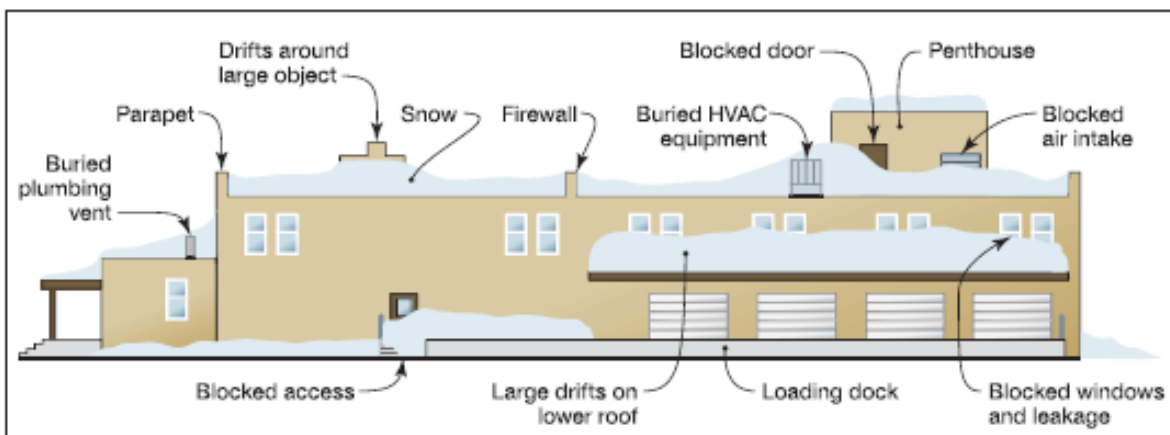 Drifts around
large object
Blocked door
Penthouse
Parapet
Snow
Firewall
Buried HVAC
equipment
Blocked
air intake
Buried
plumbing
vent
Blocked access
Large drifts on
lower roof
Loading dock
Blocked windows
and leakage